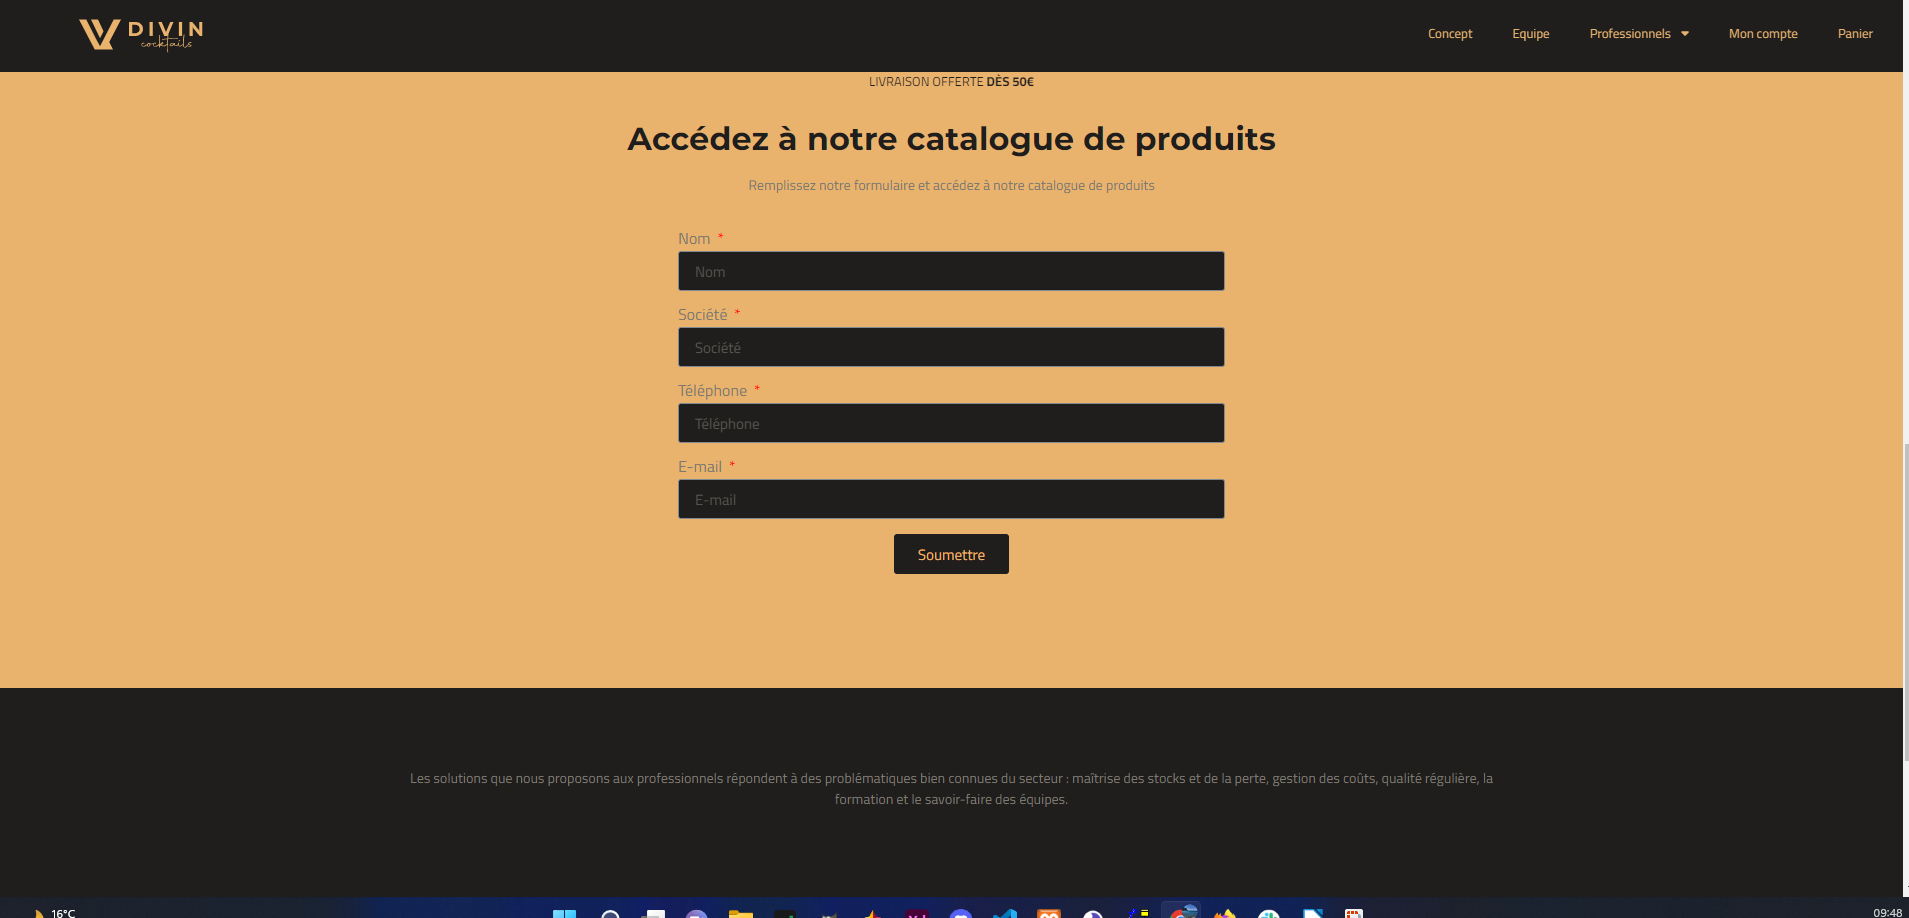 DIVIN
cocktails
Concept
Equipe
Professionnels
Mon compte
Panier
LIVRAISON OFFERTE DÈS 50€
Accédez à notre catalogue de produits
Remplissez notre formulaire et accédez à notre catalogue de produits
Nom *
Nom
Société *
Société
Téléphone *
Téléphone
E-mail *
E-mail
Soumettre
Les solutions que nous proposons aux professionnels répondent à des problématiques bien connues du secteur : maîtrise des stocks et de la perte, gestion des coûts, qualité régulière, la
formation et le savoir-faire des équipes.
16°C
09:48